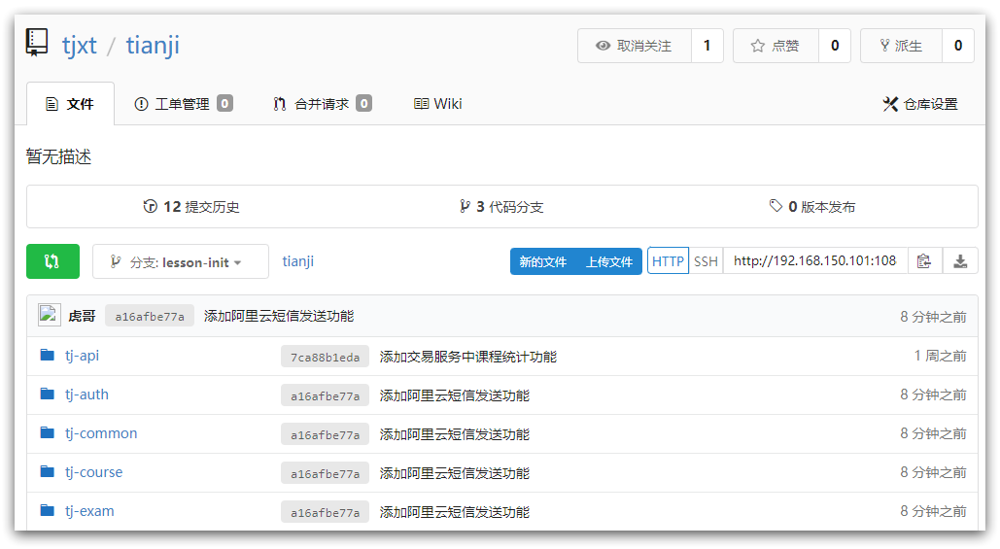 tjxt / tianji
取消关注 1 点赞 0 派生 0
文件 工单管理 0 合并请求 0 Wiki 仓库设置
暂无描述
12 提交历史 3 代码分支 0 版本发布
分支: lesson-init tianji 新的文件 上传文件 HTTP SSH http://192.168.150.101:108
虎哥 a16afbe77a 添加阿里云短信发送功能 8 分钟之前
tj-api 7ca88b1eda 添加交易服务中课程统计功能 1 周之前
tj-auth a16afbe77a 添加阿里云短信发送功能 8 分钟之前
tj-common a16afbe77a 添加阿里云短信发送功能 8 分钟之前
tj-course a16afbe77a 添加阿里云短信发送功能 8 分钟之前
tj-exam a16afbe77a 添加阿里云短信发送功能 8 分钟之前